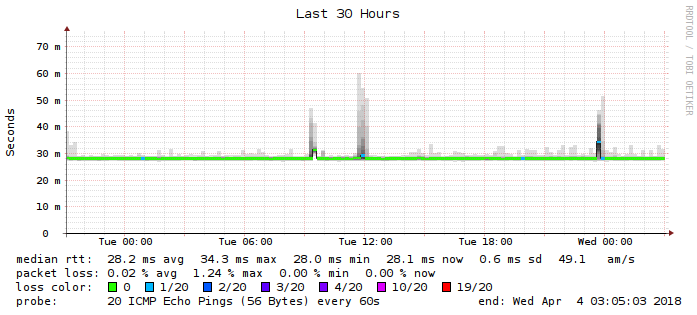 Last 30 Hours
RRDTOOL / TOBI OETIKER
Seconds
70 m
60 m
50 m
40 m
30 m
20 m
10 m
0
Tue 00:00 Tue 06:00 Tue 12:00 Tue 18:00 Wed 00:00
median rtt: 28.2 ms avg 34.3 ms max 28.0 ms min 28.1 ms now 0.6 ms sd 49.1 am/s
packet loss: 0.02 % avg 1.24 % max 0.00 % min 0.00 % now
loss color: 0 1/20 2/20 3/20 4/20 10/20 19/20
probe: 20 ICMP Echo Pings (56 Bytes) every 60s end: Wed Apr 4 03:05:03 2018